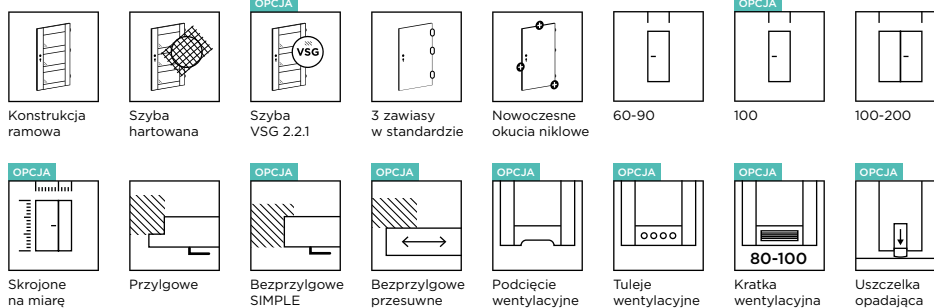 OPCJA
OPCJA
VSG
Konstrukcja
ramowa
Szyba
hartowana
Szyba
VSG 2.2.1
3 zawiasy
w standardzie
Nowoczesne
okucia niklowe
60-90
100
100-200
OPCJA
OPCJA
OPCJA
OPCJA
OPCJA
OPCJA
OPCJA
80-100
Skrojone
na miarę
Przylgowe
Bezprzylgowe
SIMPLE
Bezprzylgowe
przesuwne
Podcięcie
wentylacyjne
Tuleje
wentylacyjne
Kratka
wentylacyjna
Uszczelka
opadająca